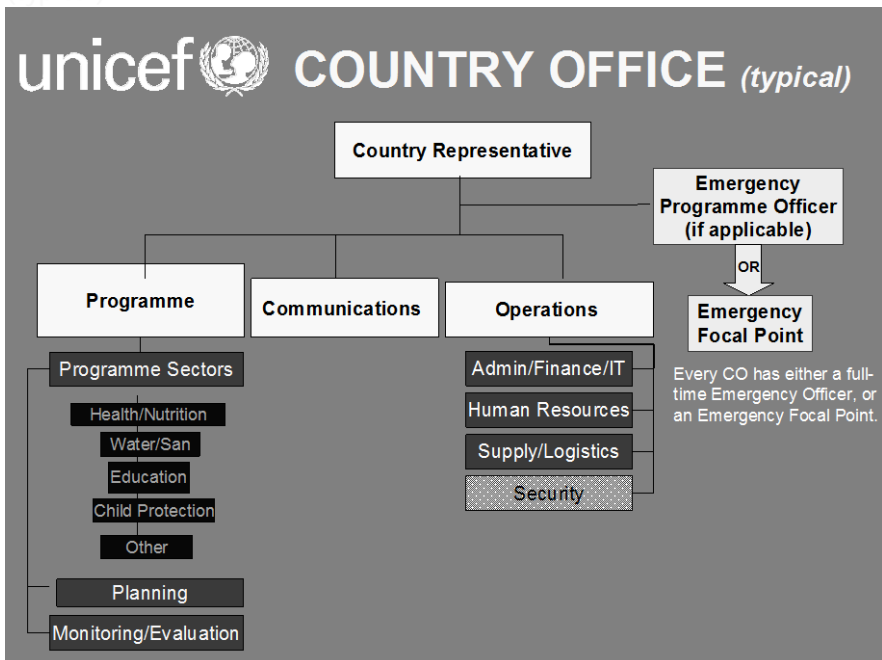 unicef COUNTRY OFFICE (typical)
Country Representative
Emergency
Programme Officer
(if applicable)
OR
Emergency
Focal Point
Every CO has either a full-
time Emergency Officer, or
an Emergency Focal Point.
Programme
Communications
Operations
Programme Sectors
Health/Nutrition
Water/San
Education
Child Protection
Other
Planning
Monitoring/Evaluation
Admin/Finance/IT
Human Resources
Supply/Logistics
Security